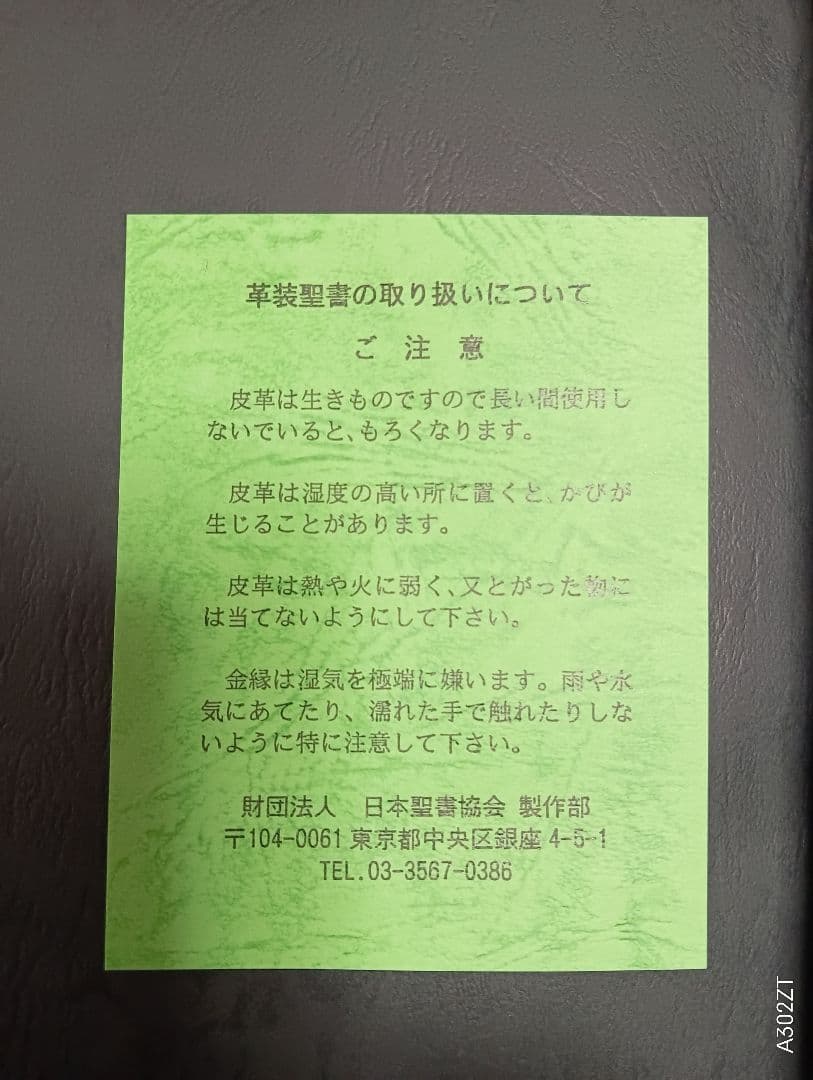 革装聖書の取り扱いについて
ご 注 意
皮革は生きものですので長い間使用し
ないでいると、もろくなります。
皮革は湿度の高い所に置くと、かびが
生じることがあります。
皮革は熱や火に弱く、又とがった物に
は当てないようにして下さい。
金縁は湿気を極端に嫌います。雨や水
気にあてたり、濡れた手で触れたりしな
いように特に注意して下さい。
財団法人 日本聖書協会 製作部
〒104-0061 東京都中央区銀座 4-5-1
TEL.03-3567-0386
A302ZT